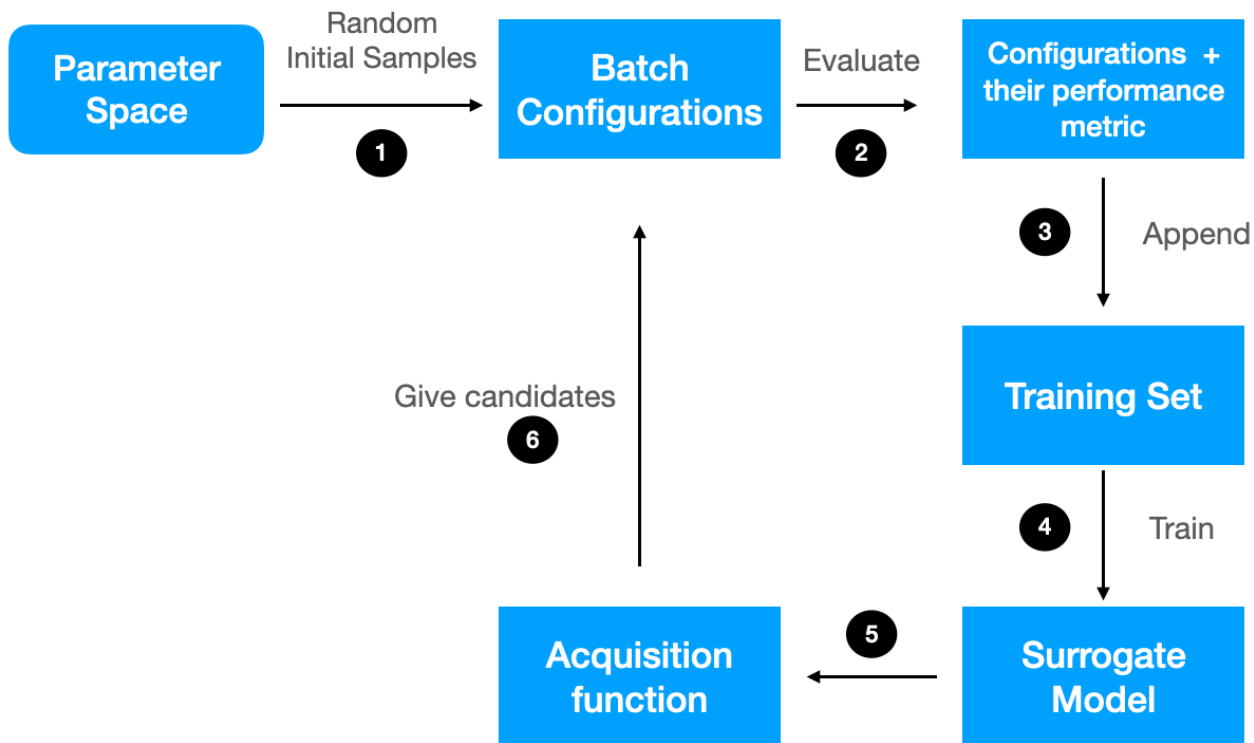 Random
Initial Samples
Parameter
Space
1
Batch
Configurations
Evaluate
2
Configurations +
their performance
metric
3
Append
Training Set
4
Train
Surrogate
Model
5
Acquisition
function
Give candidates
6